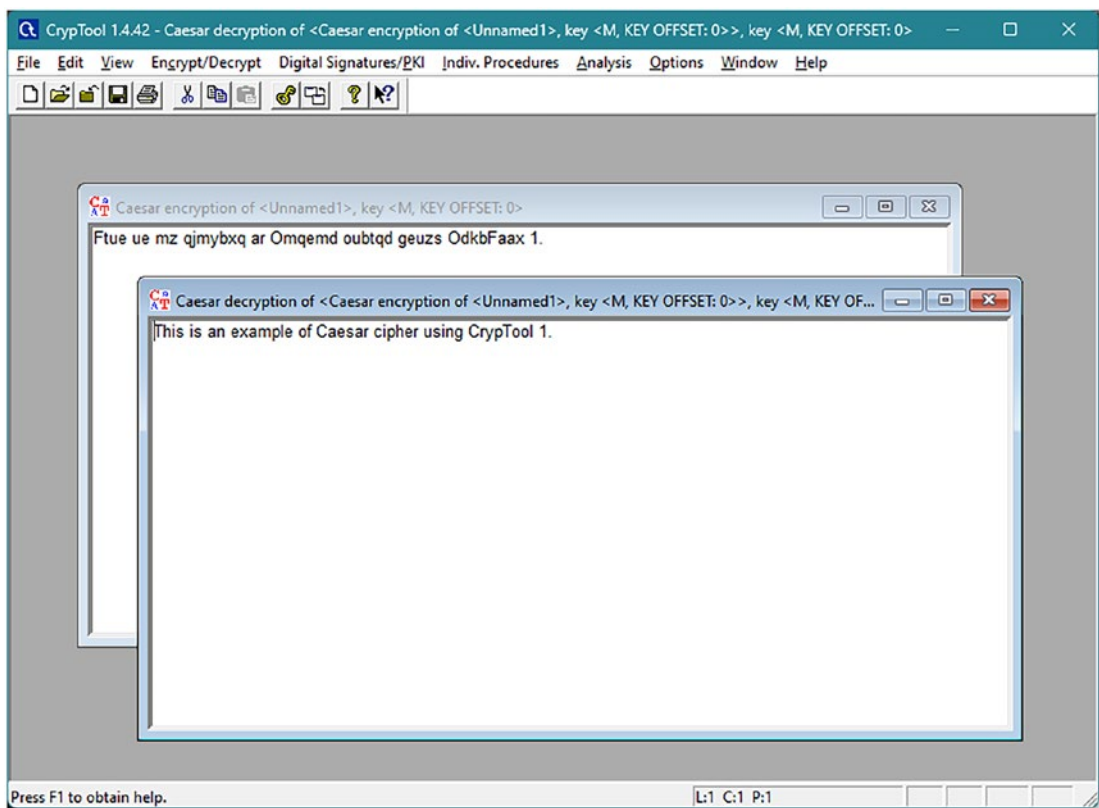 CrypTool 1.4.42 - Caesar decryption of <Caesar encryption of <Unnamed1>, key <M, KEY OFFSET: 0>>, key <M, KEY OFFSET: 0>
File Edit View Encrypt/Decrypt Digital Signatures/PKI Indiv. Procedures Analysis Options Window Help
Caesar encryption of <Unnamed1>, key <M, KEY OFFSET: 0>
Ftue ue mz qjmybxq ar Omqemd oubtqd geuzs OdkbFaax 1.
Caesar decryption of <Caesar encryption of <Unnamed1>, key <M, KEY OFFSET: 0>>, key <M, KEY OF...
This is an example of Caesar cipher using CrypTool 1.
Press F1 to obtain help.
L:1 C:1 P:1